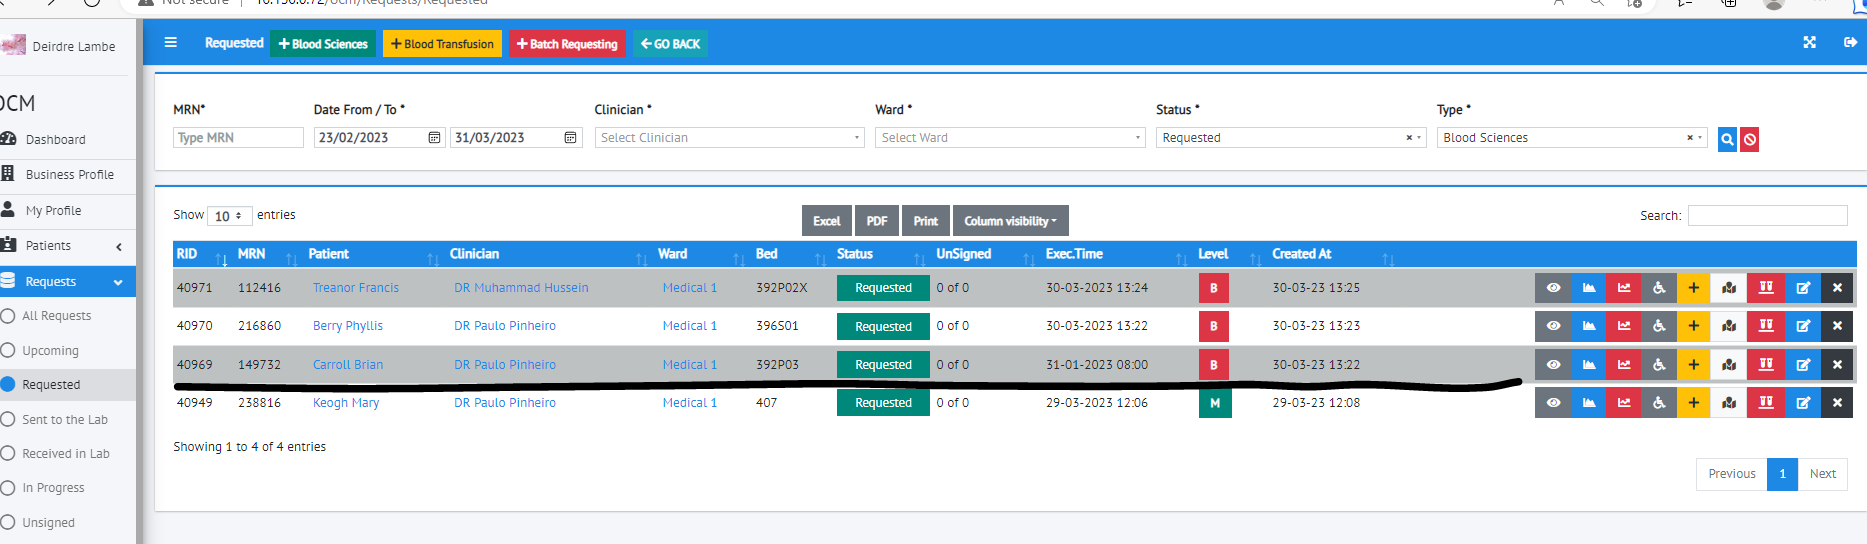 Not secure
Deirdre Lambe
Requested
Blood Sciences
Blood Transfusion
Batch Requesting
GO BACK
OCM
Dashboard
Business Profile
My Profile
Patients
Requests
All Requests
Upcoming
Requested
Sent to the Lab
Received in Lab
In Progress
Unsigned
MRN* Date From / To * Clinician * Ward * Status * Type *
Type MRN 23/02/2023 31/03/2023 Select Clinician Select Ward Requested × Blood Sciences ×
Show 10 entries
Excel PDF Print Column visibility
Search:
RID MRN Patient Clinician Ward Bed Status UnSigned Exec.Time Level Created At
40971 112416 Treanor Francis DR Muhammad Hussein Medical 1 392P02X Requested 0 of 0 30-03-2023 13:24 B 30-03-23 13:25
40970 216860 Berry Phyllis DR Paulo Pinheiro Medical 1 396S01 Requested 0 of 0 30-03-2023 13:22 B 30-03-23 13:23
40969 149732 Carroll Brian DR Paulo Pinheiro Medical 1 392P03 Requested 0 of 0 31-01-2023 08:00 B 30-03-23 13:22
40949 238816 Keogh Mary DR Paulo Pinheiro Medical 1 407 Requested 0 of 0 29-03-2023 12:06 M 29-03-23 12:08
Showing 1 to 4 of 4 entries
Previous 1 Next